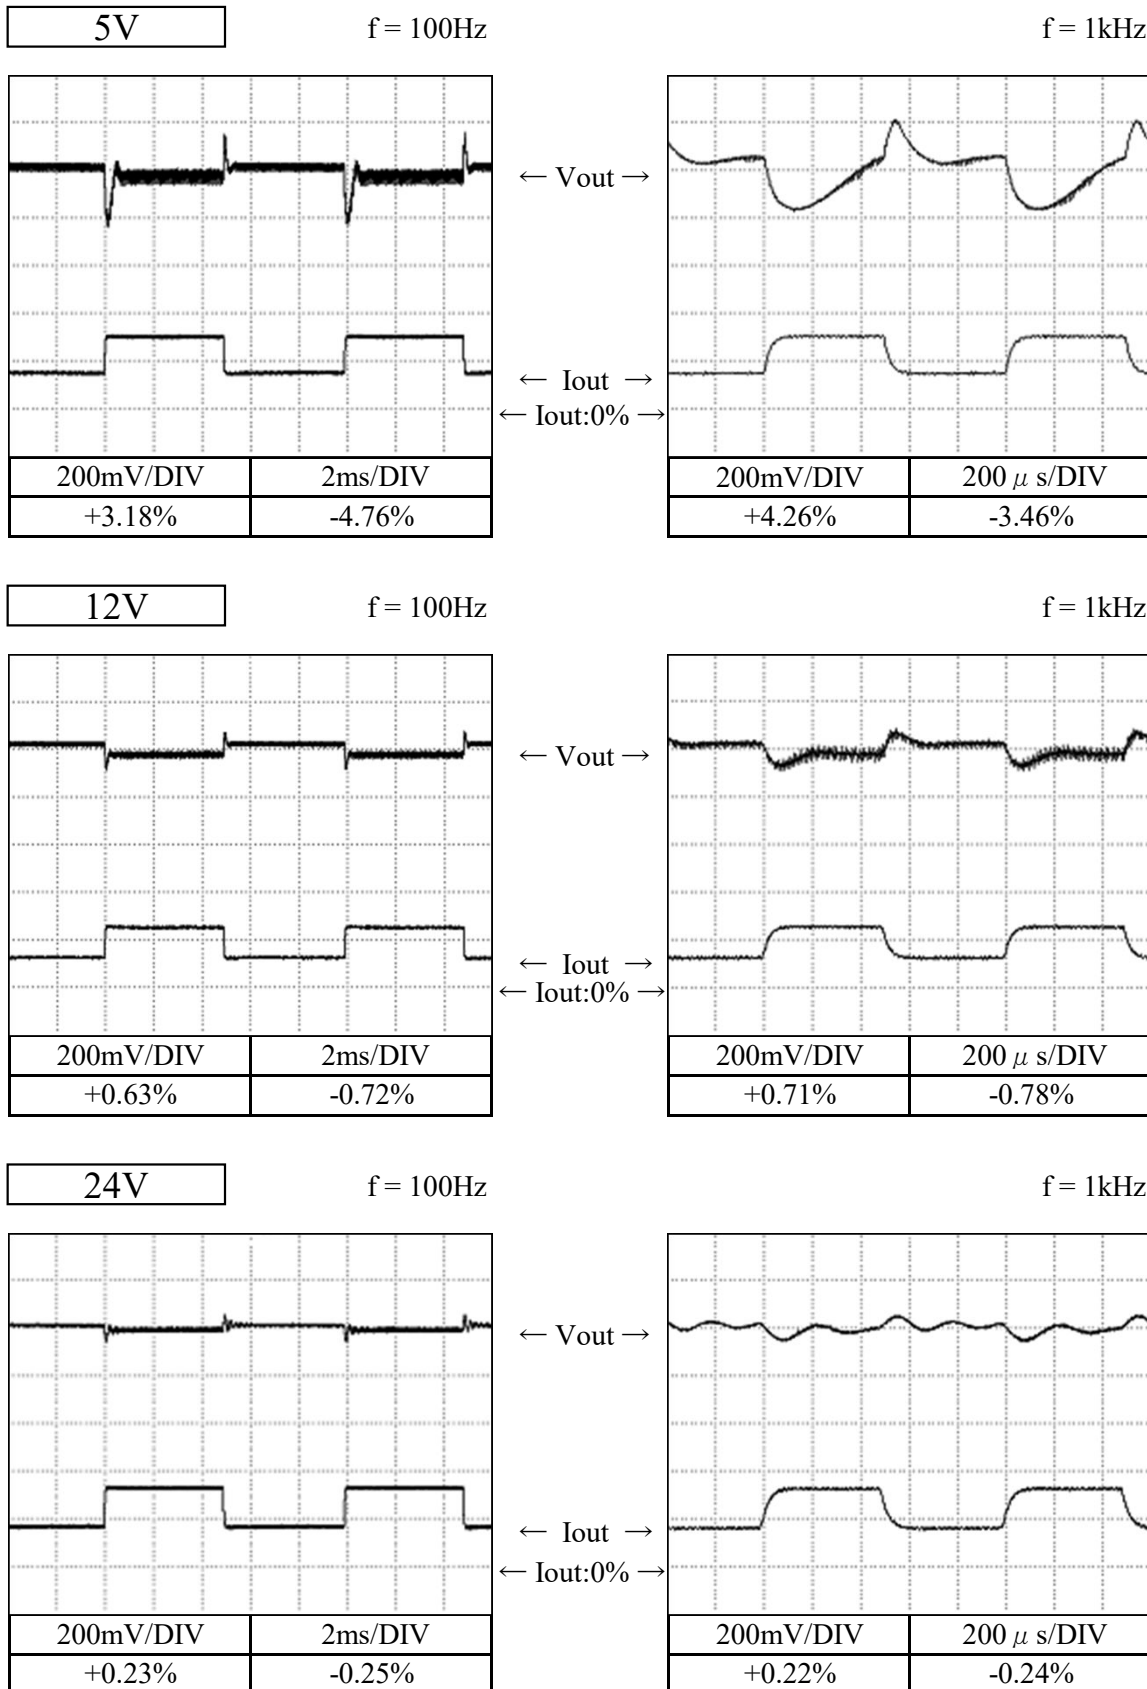 5V f = 100Hz f = 1kHz
← Vout →
← Iout →
← Iout:0% →
200mV/DIV 2ms/DIV 200mV/DIV 200 μ s/DIV
+3.18% -4.76% +4.26% -3.46%
12V f = 100Hz f = 1kHz
← Vout →
← Iout →
← Iout:0% →
200mV/DIV 2ms/DIV 200mV/DIV 200 μ s/DIV
+0.63% -0.72% +0.71% -0.78%
24V f = 100Hz f = 1kHz
← Vout →
← Iout →
← Iout:0% →
200mV/DIV 2ms/DIV 200mV/DIV 200 μ s/DIV
+0.23% -0.25% +0.22% -0.24%